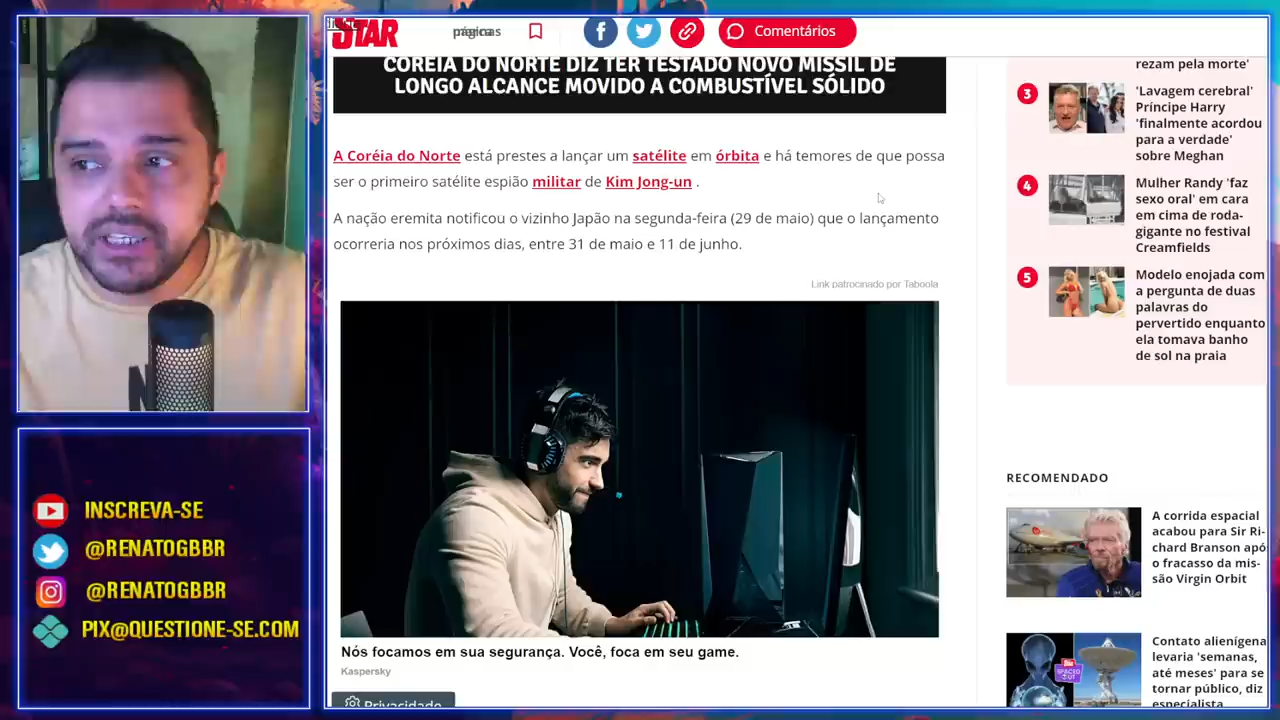 STAR
Comentários
COREIA DO NORTE DIZ TER TESTADO NOVO MÍSSIL DE
LONGO ALCANCE MOVIDO A COMBUSTÍVEL SÓLIDO
A Coréia do Norte está prestes a lançar um satélite em órbita e há temores de que possa
ser o primeiro satélite espião militar de Kim Jong-un .
A nação eremita notificou o vizinho Japão na segunda-feira (29 de maio) que o lançamento
ocorreria nos próximos dias, entre 31 de maio e 11 de junho.
Link patrocinado por Taboola
Nós focamos em sua segurança. Você, foca em seu game.
Kaspersky
Privacidade
rezam pela morte'
3
'Lavagem cerebral'
Príncipe Harry
'finalmente acordou
para a verdade'
sobre Meghan
4
Mulher Randy 'faz
sexo oral' em cara
em cima de roda-
gigante no festival
Creamfields
5
Modelo enojada com
a pergunta de duas
palavras do
pervertido enquanto
ela tomava banho
de sol na praia
RECOMENDADO
A corrida espacial
acabou para Sir Ri-
chard Branson apó
o fracasso da mis-
são Virgin Orbit
Contato alienígena
levaria 'semanas,
até meses' para se
tornar público, diz
especialista
SPACED
OUT
INSCREVA-SE
@RENATOGBBR
@RENATOGBBR
PIX@QUESTIONE-SE.COM